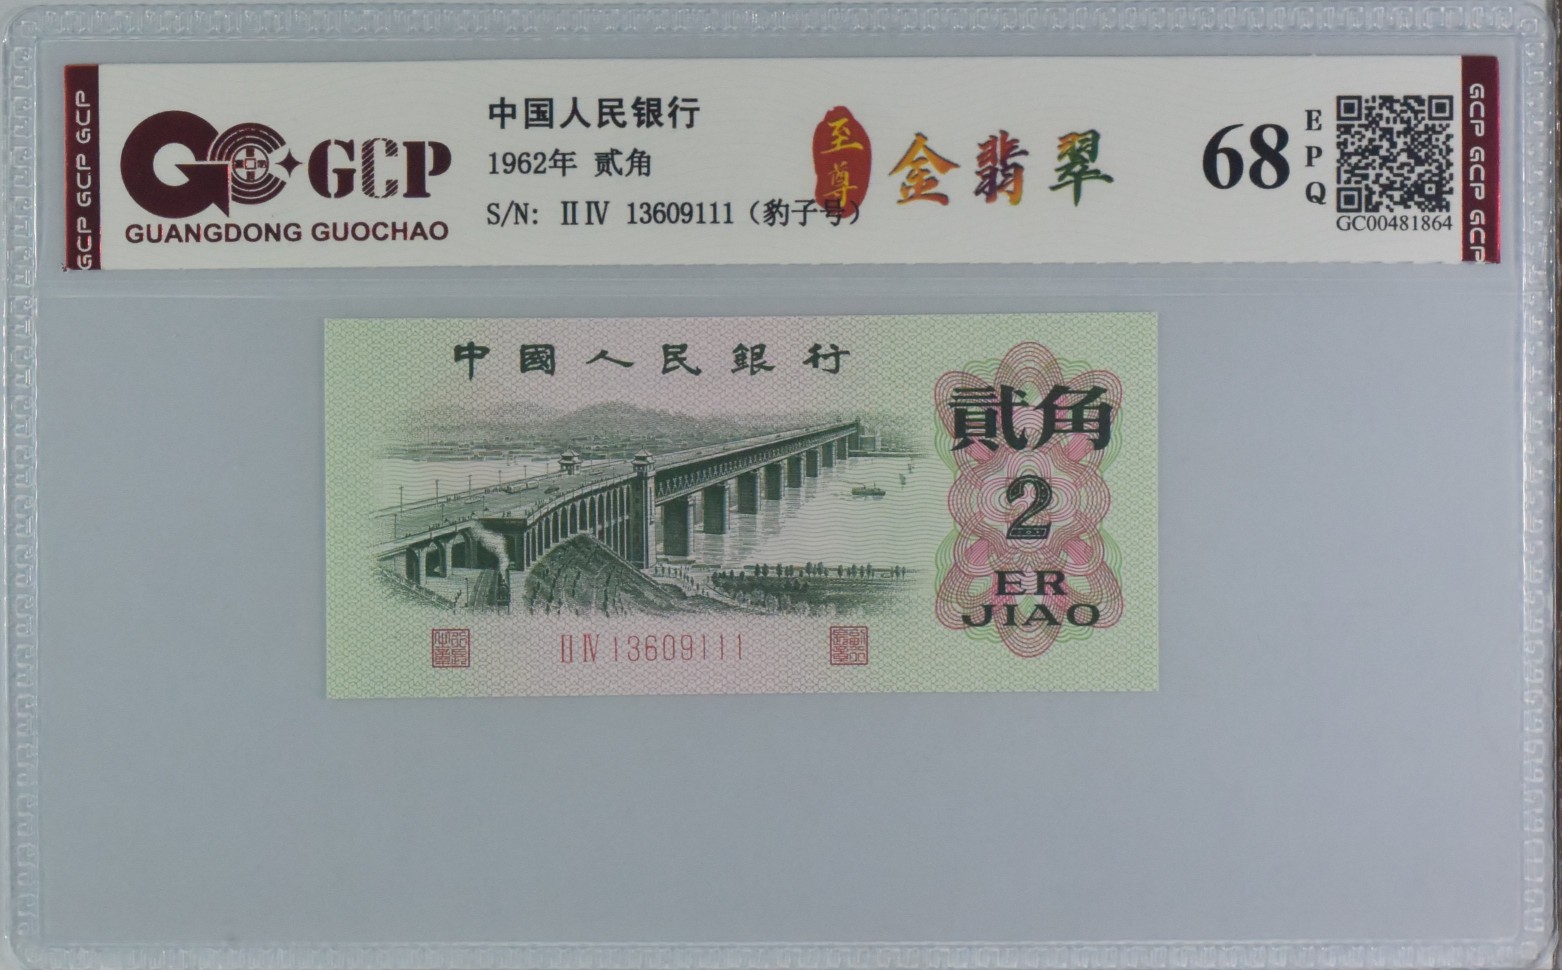 GCP GCP GCP
GCP
GUANGDONG GUOCHAO
中国人民银行
1962年 贰角
S/N: ⅡⅣ 13609111（豹子号）
至尊
金翡翠
68
EPQ
GC00481864
GCP GCP GCP
中國人民銀行
貳角
2
ER
JIAO
ⅡⅣ 13609111